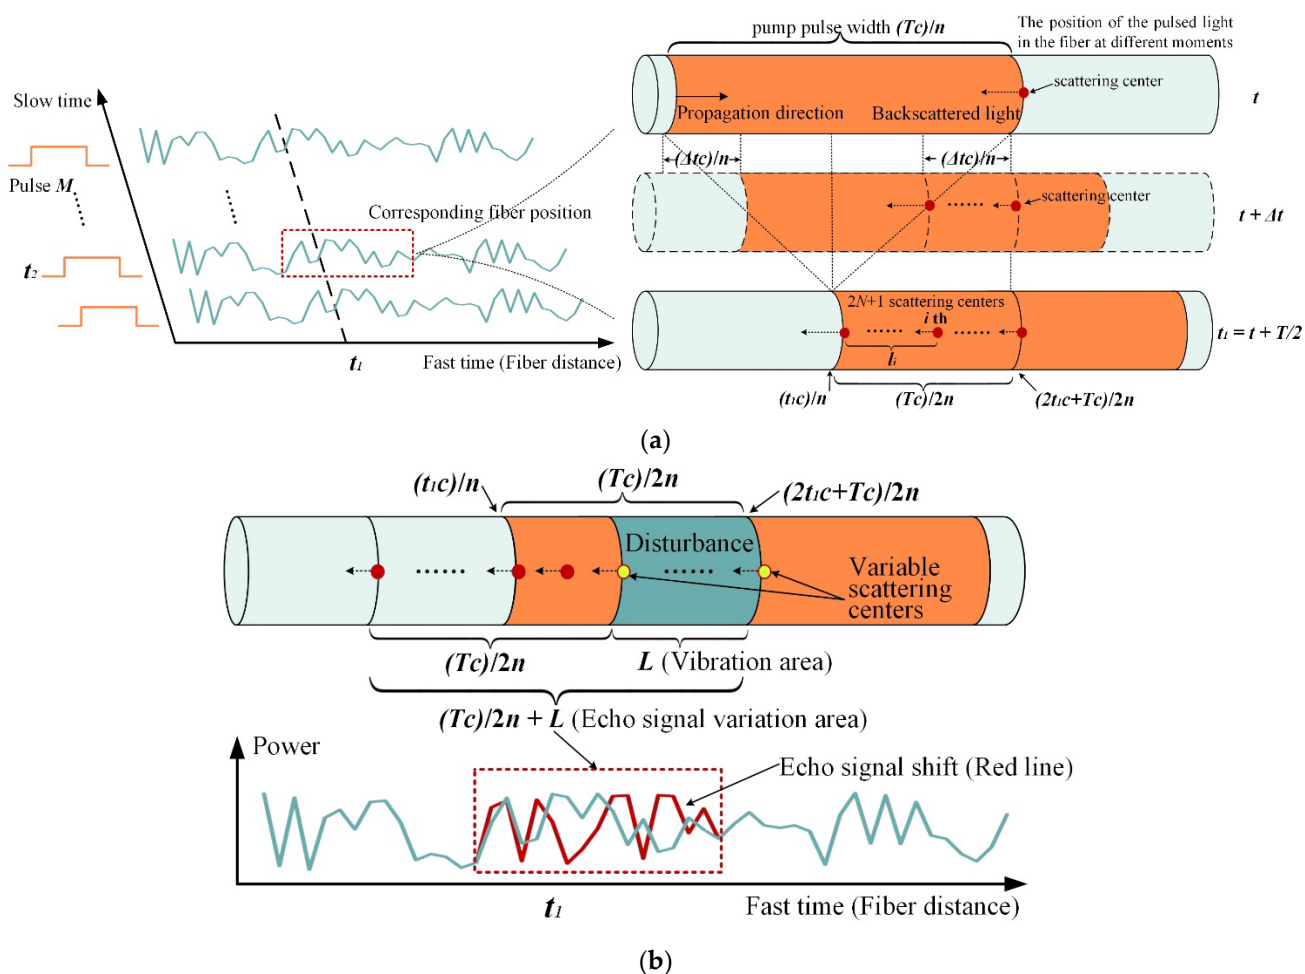 pump pulse width (Tc)/n
The position of the pulsed light
in the fiber at different moments
Slow time
scattering center
t
Propagation direction
Backscattered light
(Δtc)/n
(Δtc)/n
Pulse M
scattering center
Corresponding fiber position
t + Δt
t₂
2N+1 scattering centers
i th
lᵢ
t₁ = t + T/2
t₁
Fast time (Fiber distance)
(t₁c)/n
(Tc)/2n
(2t₁c+Tc)/2n
(a)
(t₁c)/n
(Tc)/2n
(2t₁c+Tc)/2n
Disturbance
Variable
scattering
centers
(Tc)/2n
L (Vibration area)
(Tc)/2n + L (Echo signal variation area)
Power
Echo signal shift (Red line)
t₁
Fast time (Fiber distance)
(b)